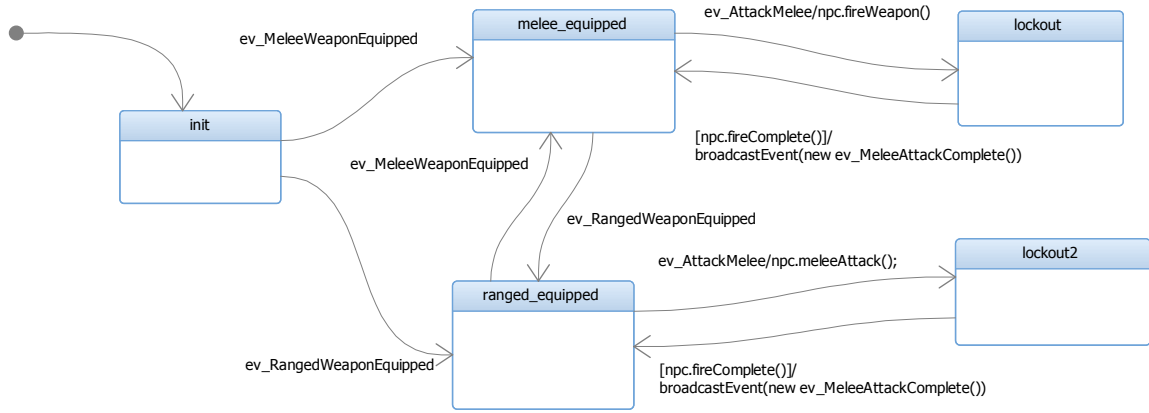 melee_equipped
ev_AttackMelee/npc.fireWeapon()
lockout
ev_MeleeWeaponEquipped
init
[npc.fireComplete()]/
broadcastEvent(new ev_MeleeAttackComplete())
ev_MeleeWeaponEquipped
ev_RangedWeaponEquipped
ev_AttackMelee/npc.meleeAttack();
lockout2
ranged_equipped
ev_RangedWeaponEquipped
[npc.fireComplete()]/
broadcastEvent(new ev_MeleeAttackComplete())